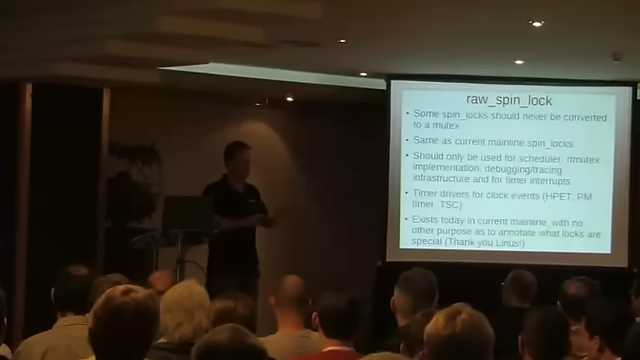 raw_spin_lock
• Some spin_locks should never be converted
to a mutex
• Same as current mainline spin_locks
• Should only be used for scheduler, rtmutex
implementation, debugging/tracing
infrastructure and for timer interrupts.
• Timer drivers for clock events (HPET, PM
timer, TSC)
• Exists today in current mainline, with no
other purpose as to annotate what locks are
special (Thank you Linus!)